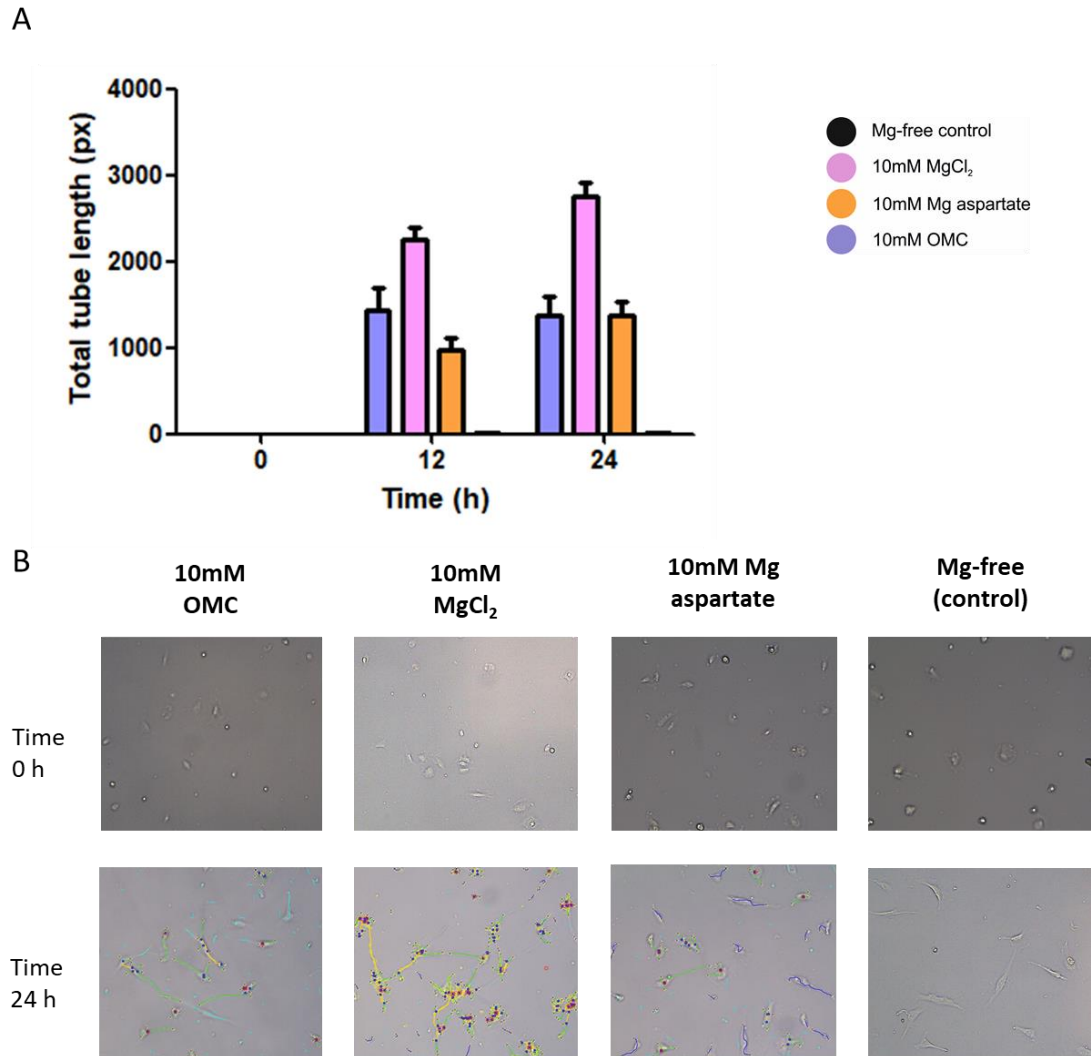 A
4000
3000
2000
1000
0
Total tube length (px)
0 12 24
Time (h)
Mg-free control
10mM MgCl₂
10mM Mg aspartate
10mM OMC
B
10mM
OMC
10mM
MgCl₂
10mM Mg
aspartate
Mg-free
(control)
Time
0 h
Time
24 h